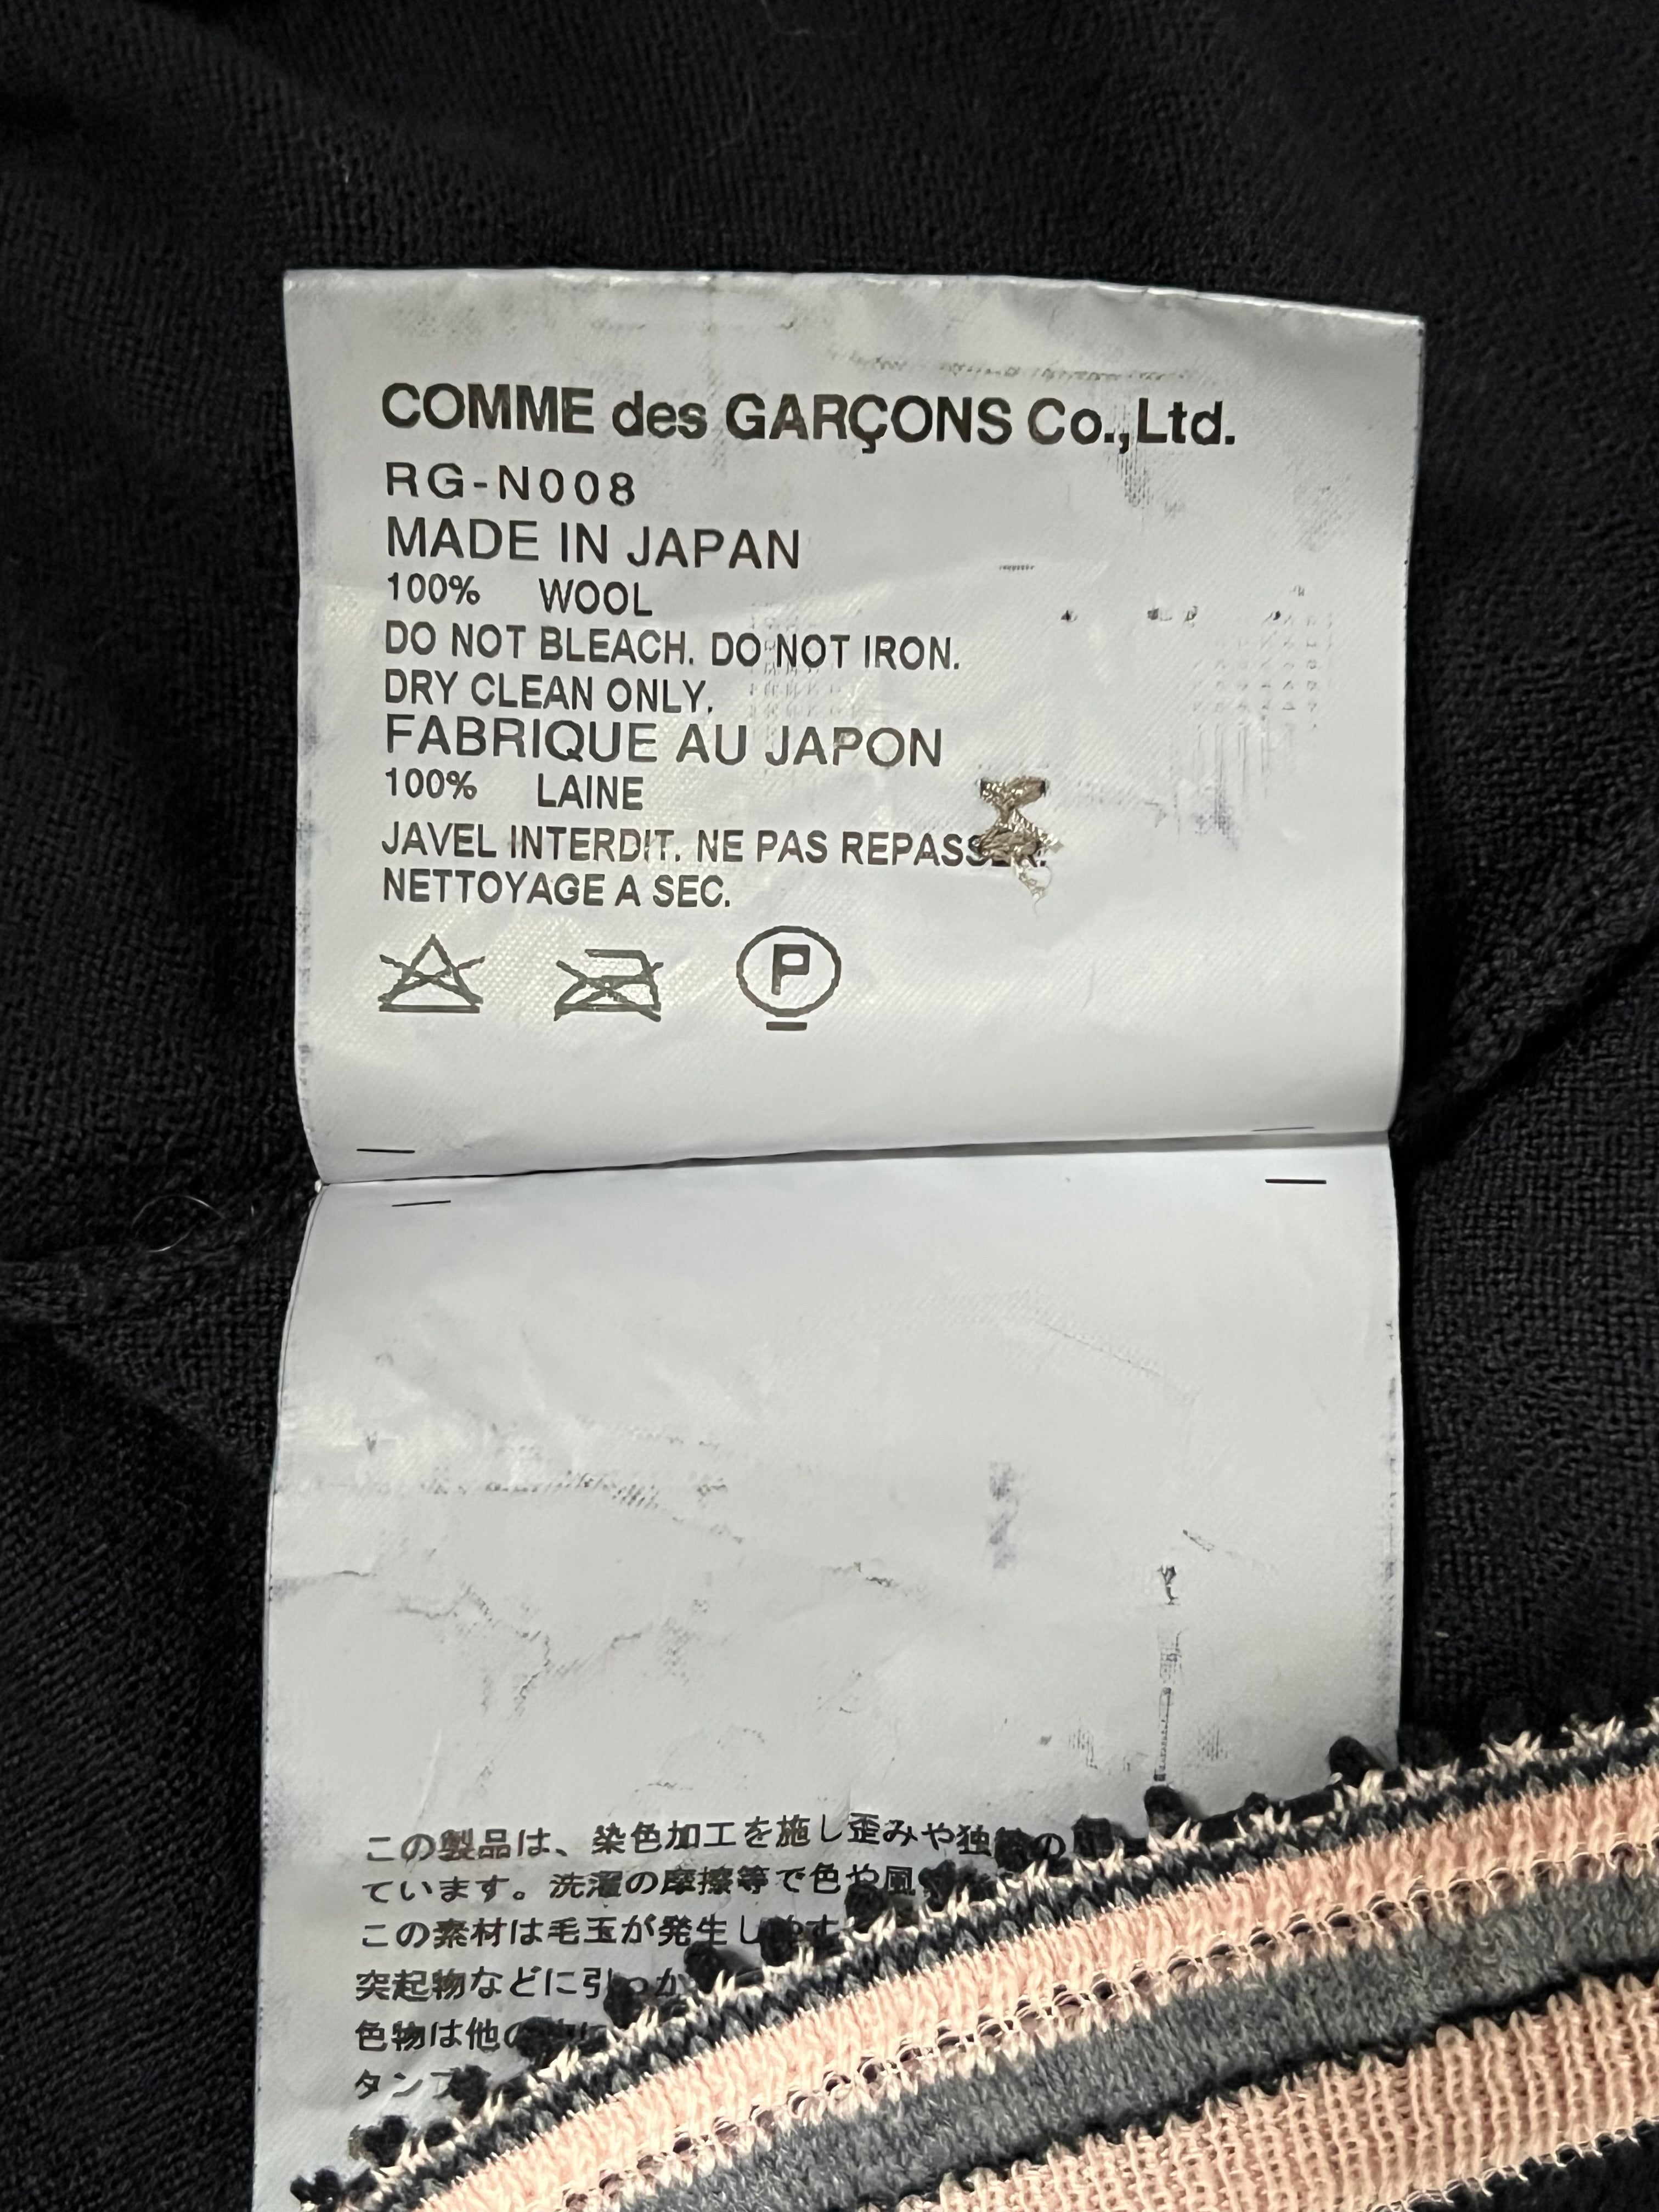 COMME des GARÇONS Co.,Ltd.
RG-N008
MADE IN JAPAN
100% WOOL
DO NOT BLEACH. DO NOT IRON.
DRY CLEAN ONLY.
FABRIQUE AU JAPON
100% LAINE
JAVEL INTERDIT. NE PAS
NETTOYAGE A SEC.
P
この製品は、染色加工を施し歪みや独
ています。洗濯の摩擦等で色や風
この素材は毛玉が発生し
突起物などに引っか
色物は他の
タン